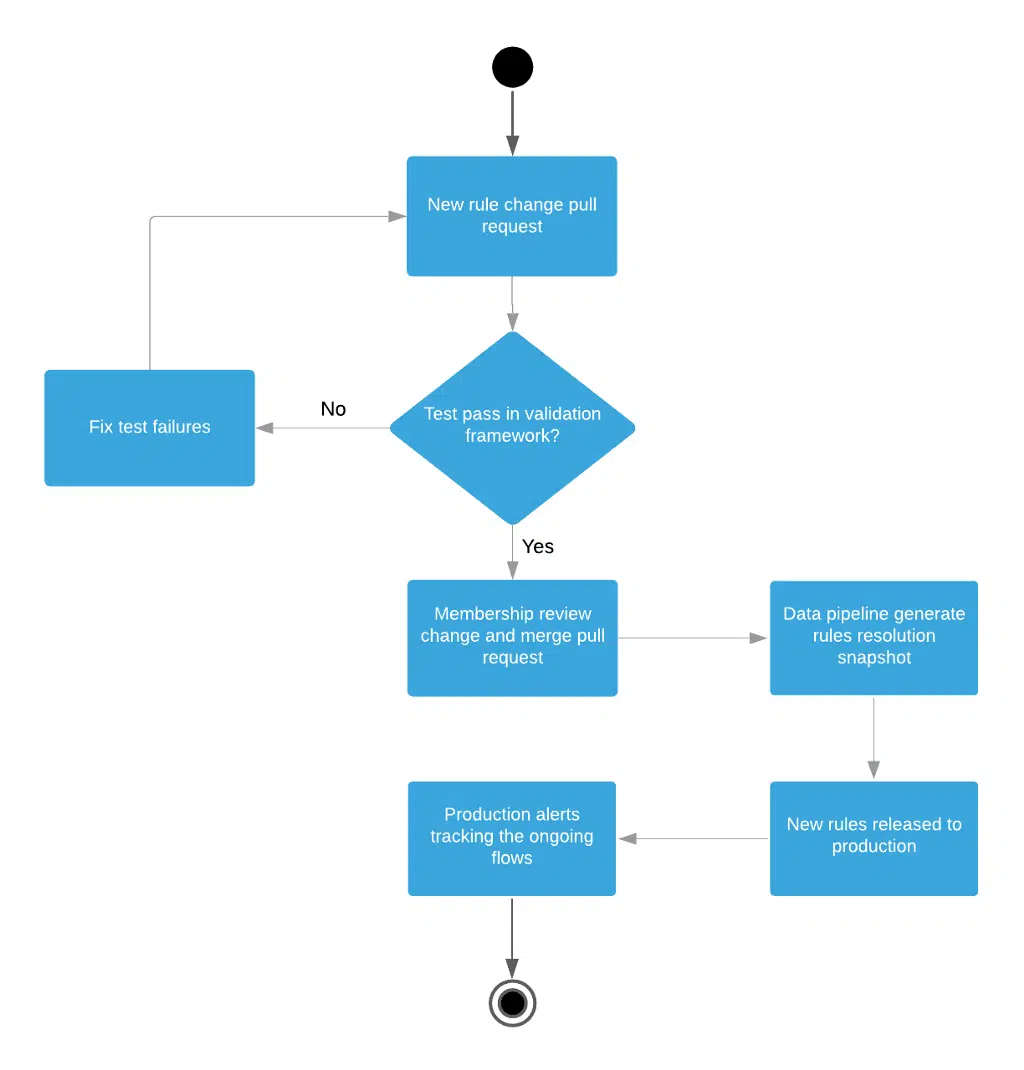 New rule change pull
request
Test pass in validation
framework?
No
Fix test failures
Yes
Membership review
change and merge pull
request
Data pipeline generate
rules resolution
snapshot
New rules released to
production
Production alerts
tracking the ongoing
flows